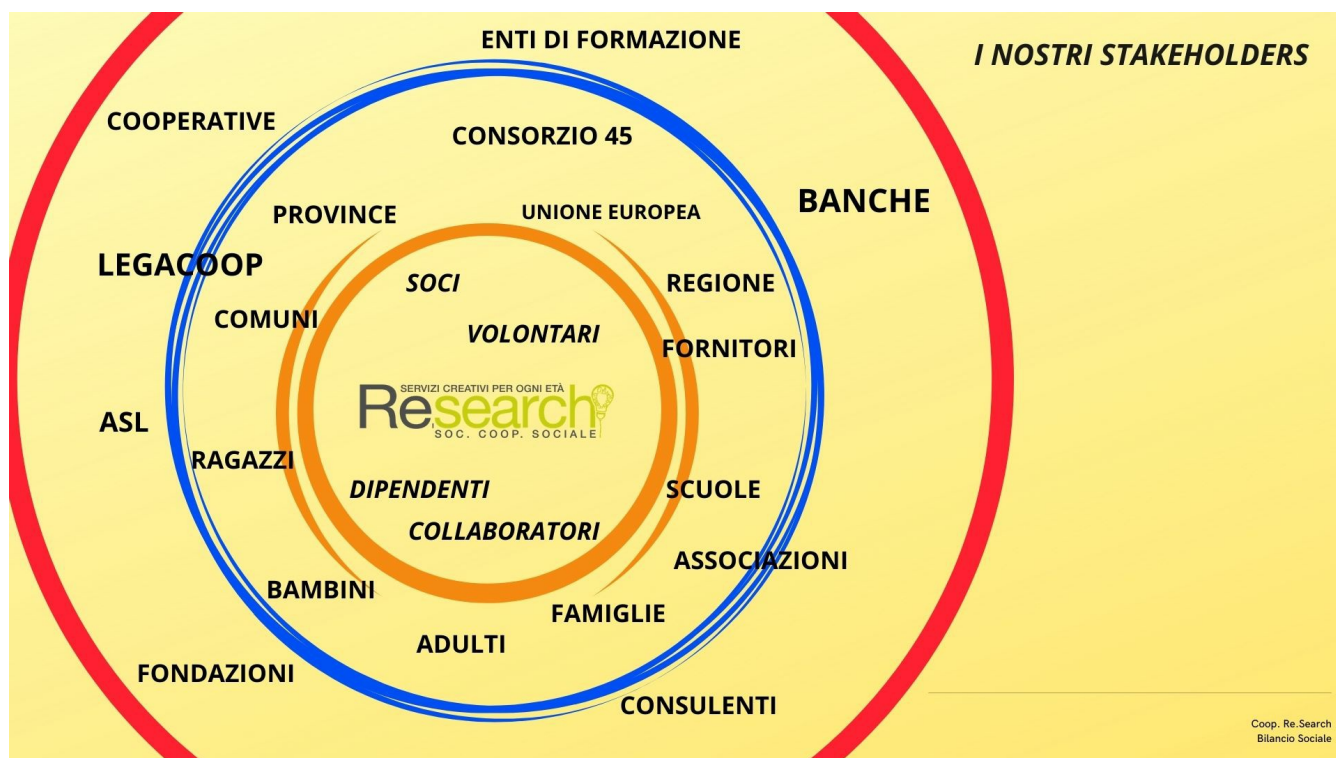 ENTI DI FORMAZIONE
I NOSTRI STAKEHOLDERS
COOPERATIVE
CONSORZIO 45
BANCHE
PROVINCE
UNIONE EUROPEA
LEGACOOP
SOCI
REGIONE
COMUNI
VOLONTARI
FORNITORI
SERVIZI CREATIVI PER OGNI ETÀ
Re.search
SOC. COOP. SOCIALE
ASL
RAGAZZI
DIPENDENTI
SCUOLE
COLLABORATORI
ASSOCIAZIONI
BAMBINI
FAMIGLIE
ADULTI
FONDAZIONI
CONSULENTI
Coop. Re.Search
Bilancio Sociale